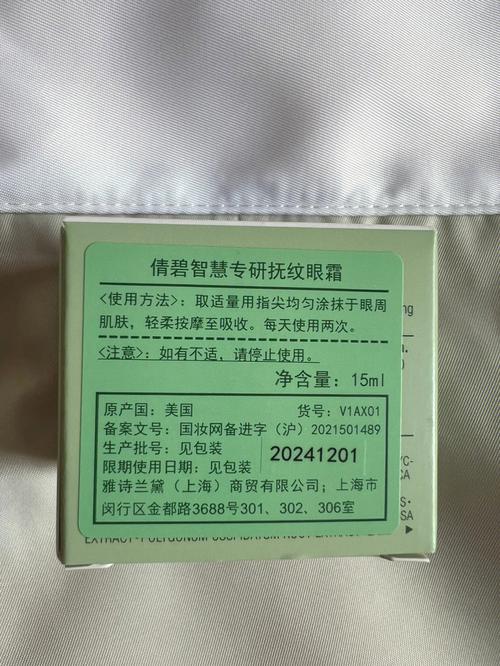 倩碧智慧专研抚纹眼霜
<使用方法>：取适量用指尖均匀涂抹于眼周
肌肤，轻柔按摩至吸收。每天使用两次。
<注意>：如有不适，请停止使用。
净含量：15ml
原产国：美国 货号：V1AX01
备案文号：国妆网备进字（沪）2021501489
生产批号：见包装
限期使用日期：见包装
20241201
雅诗兰黛（上海）商贸有限公司；上海市
闵行区金都路3688号301、302、306室